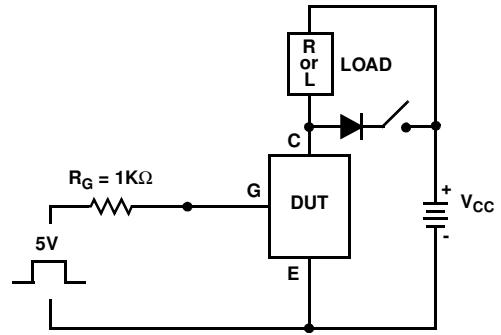 R
or
L
LOAD
C
R_G = 1KΩ
G
DUT
+
V_CC
-
5V
E